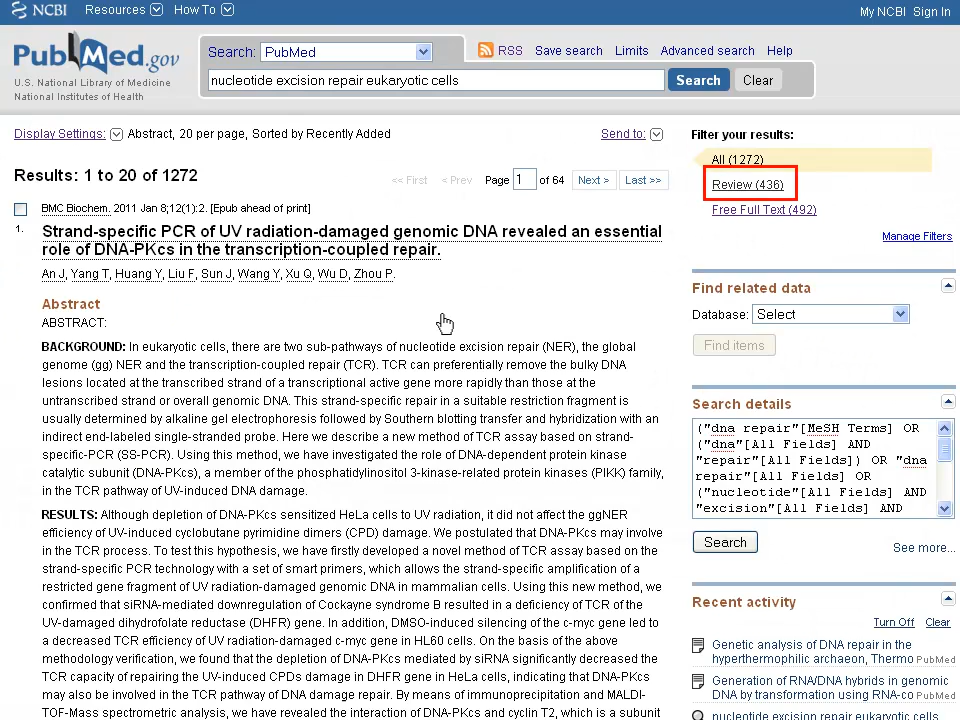 NCBI Resources How To My NCBI Sign In
PubMed.gov
U.S. National Library of Medicine
National Institutes of Health
Search: PubMed
RSS Save search Limits Advanced search Help
nucleotide excision repair eukaryotic cells Search Clear
Display Settings: Abstract, 20 per page, Sorted by Recently Added Send to:
Results: 1 to 20 of 1272
<< First < Prev Page 1 of 64 Next > Last >>
BMC Biochem. 2011 Jan 8;12(1):2. [Epub ahead of print]
1. Strand-specific PCR of UV radiation-damaged genomic DNA revealed an essential
role of DNA-PKcs in the transcription-coupled repair.
An J, Yang T, Huang Y, Liu F, Sun J, Wang Y, Xu Q, Wu D, Zhou P.
Abstract
ABSTRACT:
BACKGROUND: In eukaryotic cells, there are two sub-pathways of nucleotide excision repair (NER), the global
genome (gg) NER and the transcription-coupled repair (TCR). TCR can preferentially remove the bulky DNA
lesions located at the transcribed strand of a transcriptional active gene more rapidly than those at the
untranscribed strand or overall genomic DNA. This strand-specific repair in a suitable restriction fragment is
usually determined by alkaline gel electrophoresis followed by Southern blotting transfer and hybridization with an
indirect end-labeled single-stranded probe. Here we describe a new method of TCR assay based on strand-
specific-PCR (SS-PCR). Using this method, we have investigated the role of DNA-dependent protein kinase
catalytic subunit (DNA-PKcs), a member of the phosphatidylinositol 3-kinase-related protein kinases (PIKK) family,
in the TCR pathway of UV-induced DNA damage.
RESULTS: Although depletion of DNA-PKcs sensitized HeLa cells to UV radiation, it did not affect the ggNER
efficiency of UV-induced cyclobutane pyrimidine dimers (CPD) damage. We postulated that DNA-PKcs may involve
in the TCR process. To test this hypothesis, we have firstly developed a novel method of TCR assay based on the
strand-specific PCR technology with a set of smart primers, which allows the strand-specific amplification of a
restricted gene fragment of UV radiation-damaged genomic DNA in mammalian cells. Using this new method, we
confirmed that siRNA-mediated downregulation of Cockayne syndrome B resulted in a deficiency of TCR of the
UV-damaged dihydrofolate reductase (DHFR) gene. In addition, DMSO-induced silencing of the c-myc gene led to
a decreased TCR efficiency of UV radiation-damaged c-myc gene in HL60 cells. On the basis of the above
methodology verification, we found that the depletion of DNA-PKcs mediated by siRNA significantly decreased the
TCR capacity of repairing the UV-induced CPDs damage in DHFR gene in HeLa cells, indicating that DNA-PKcs
may also be involved in the TCR pathway of DNA damage repair. By means of immunoprecipitation and MALDI-
TOF-Mass spectrometric analysis, we have revealed the interaction of DNA-PKcs and cyclin T2, which is a subunit
Filter your results:
All (1272)
Review (436)
Free Full Text (492)
Manage Filters
Find related data
Database: Select
Find items
Search details
("dna repair"[MeSH Terms] OR
("dna"[All Fields] AND
"repair"[All Fields]) OR "dna
repair"[All Fields] OR
("nucleotide"[All Fields] AND
"excision"[All Fields] AND
Search
See more...
Recent activity
Turn Off Clear
Genetic analysis of DNA repair in the
hyperthermophilic archaeon, Thermo PubMed
Generation of RNA/DNA hybrids in genomic
DNA by transformation using RNA-co PubMed
nucleotide excision repair eukaryotic cells